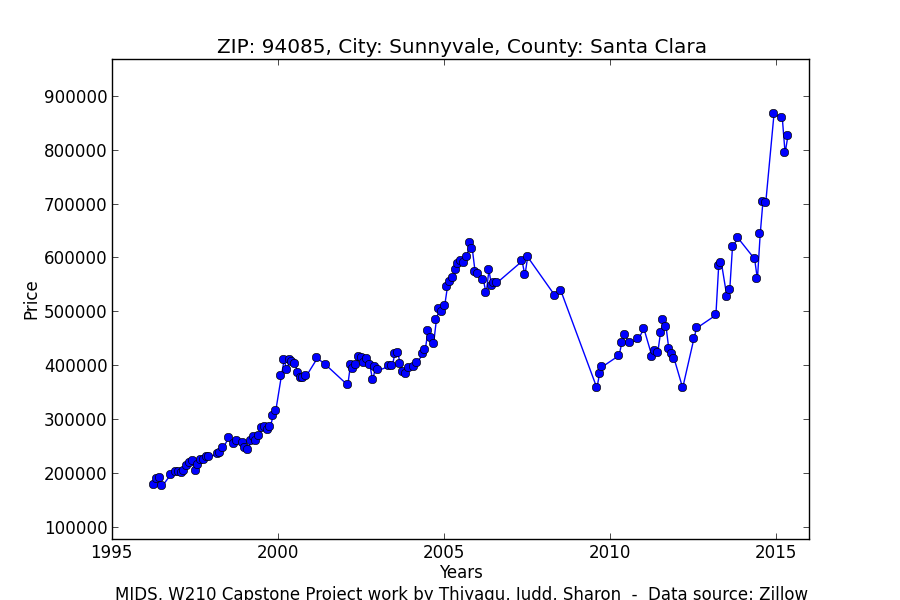 ZIP: 94085, City: Sunnyvale, County: Santa Clara
900000
800000
700000
600000
500000
400000
300000
200000
100000
Price
1995 2000 2005 2010 2015
Years
MIDS, W210 Capstone Project work by Thiyagu, Judd, Sharon - Data source: Zillow